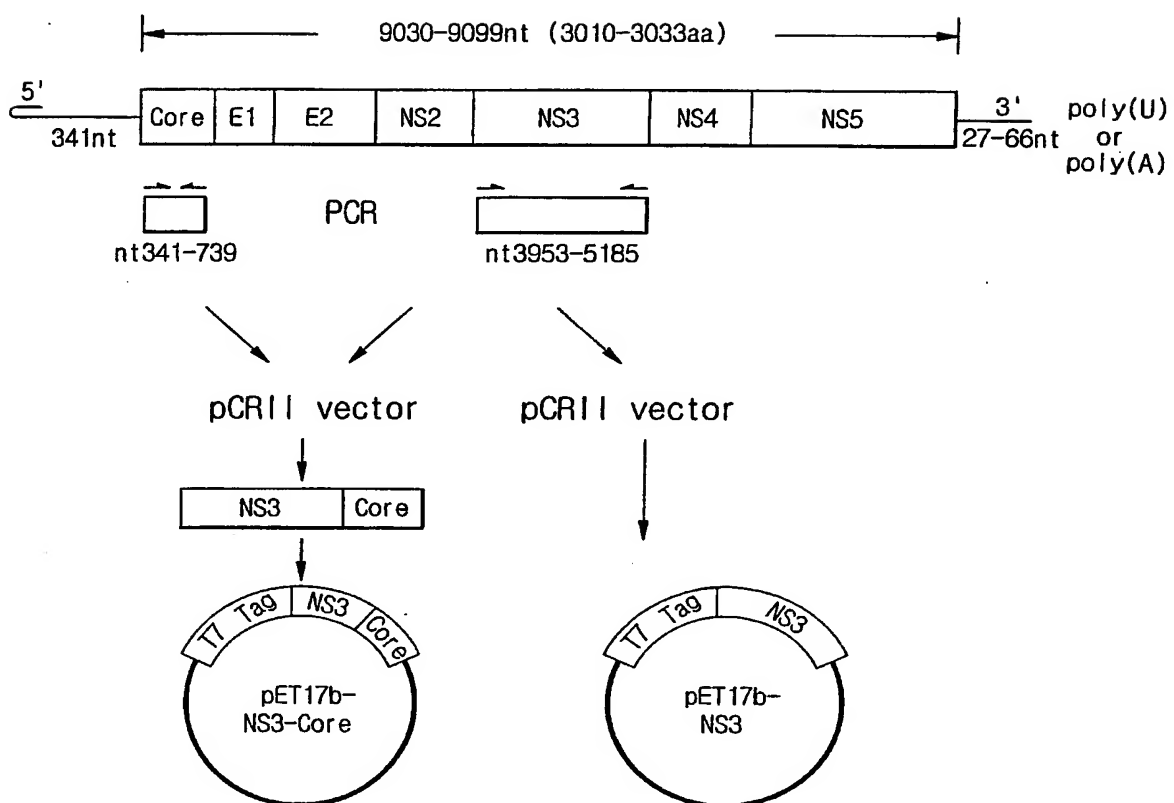 9030-9099nt (3010-3033aa)
5'
341nt
Core E1 E2 NS2 NS3 NS4 NS5
3'
27-66nt
poly(U)
or
poly(A)
PCR
nt341-739
nt3953-5185
pCRII vector
pCRII vector
NS3 Core
T7 Tag NS3 Core
pET17b-
NS3-Core
T7 Tag NS3
pET17b-
NS3